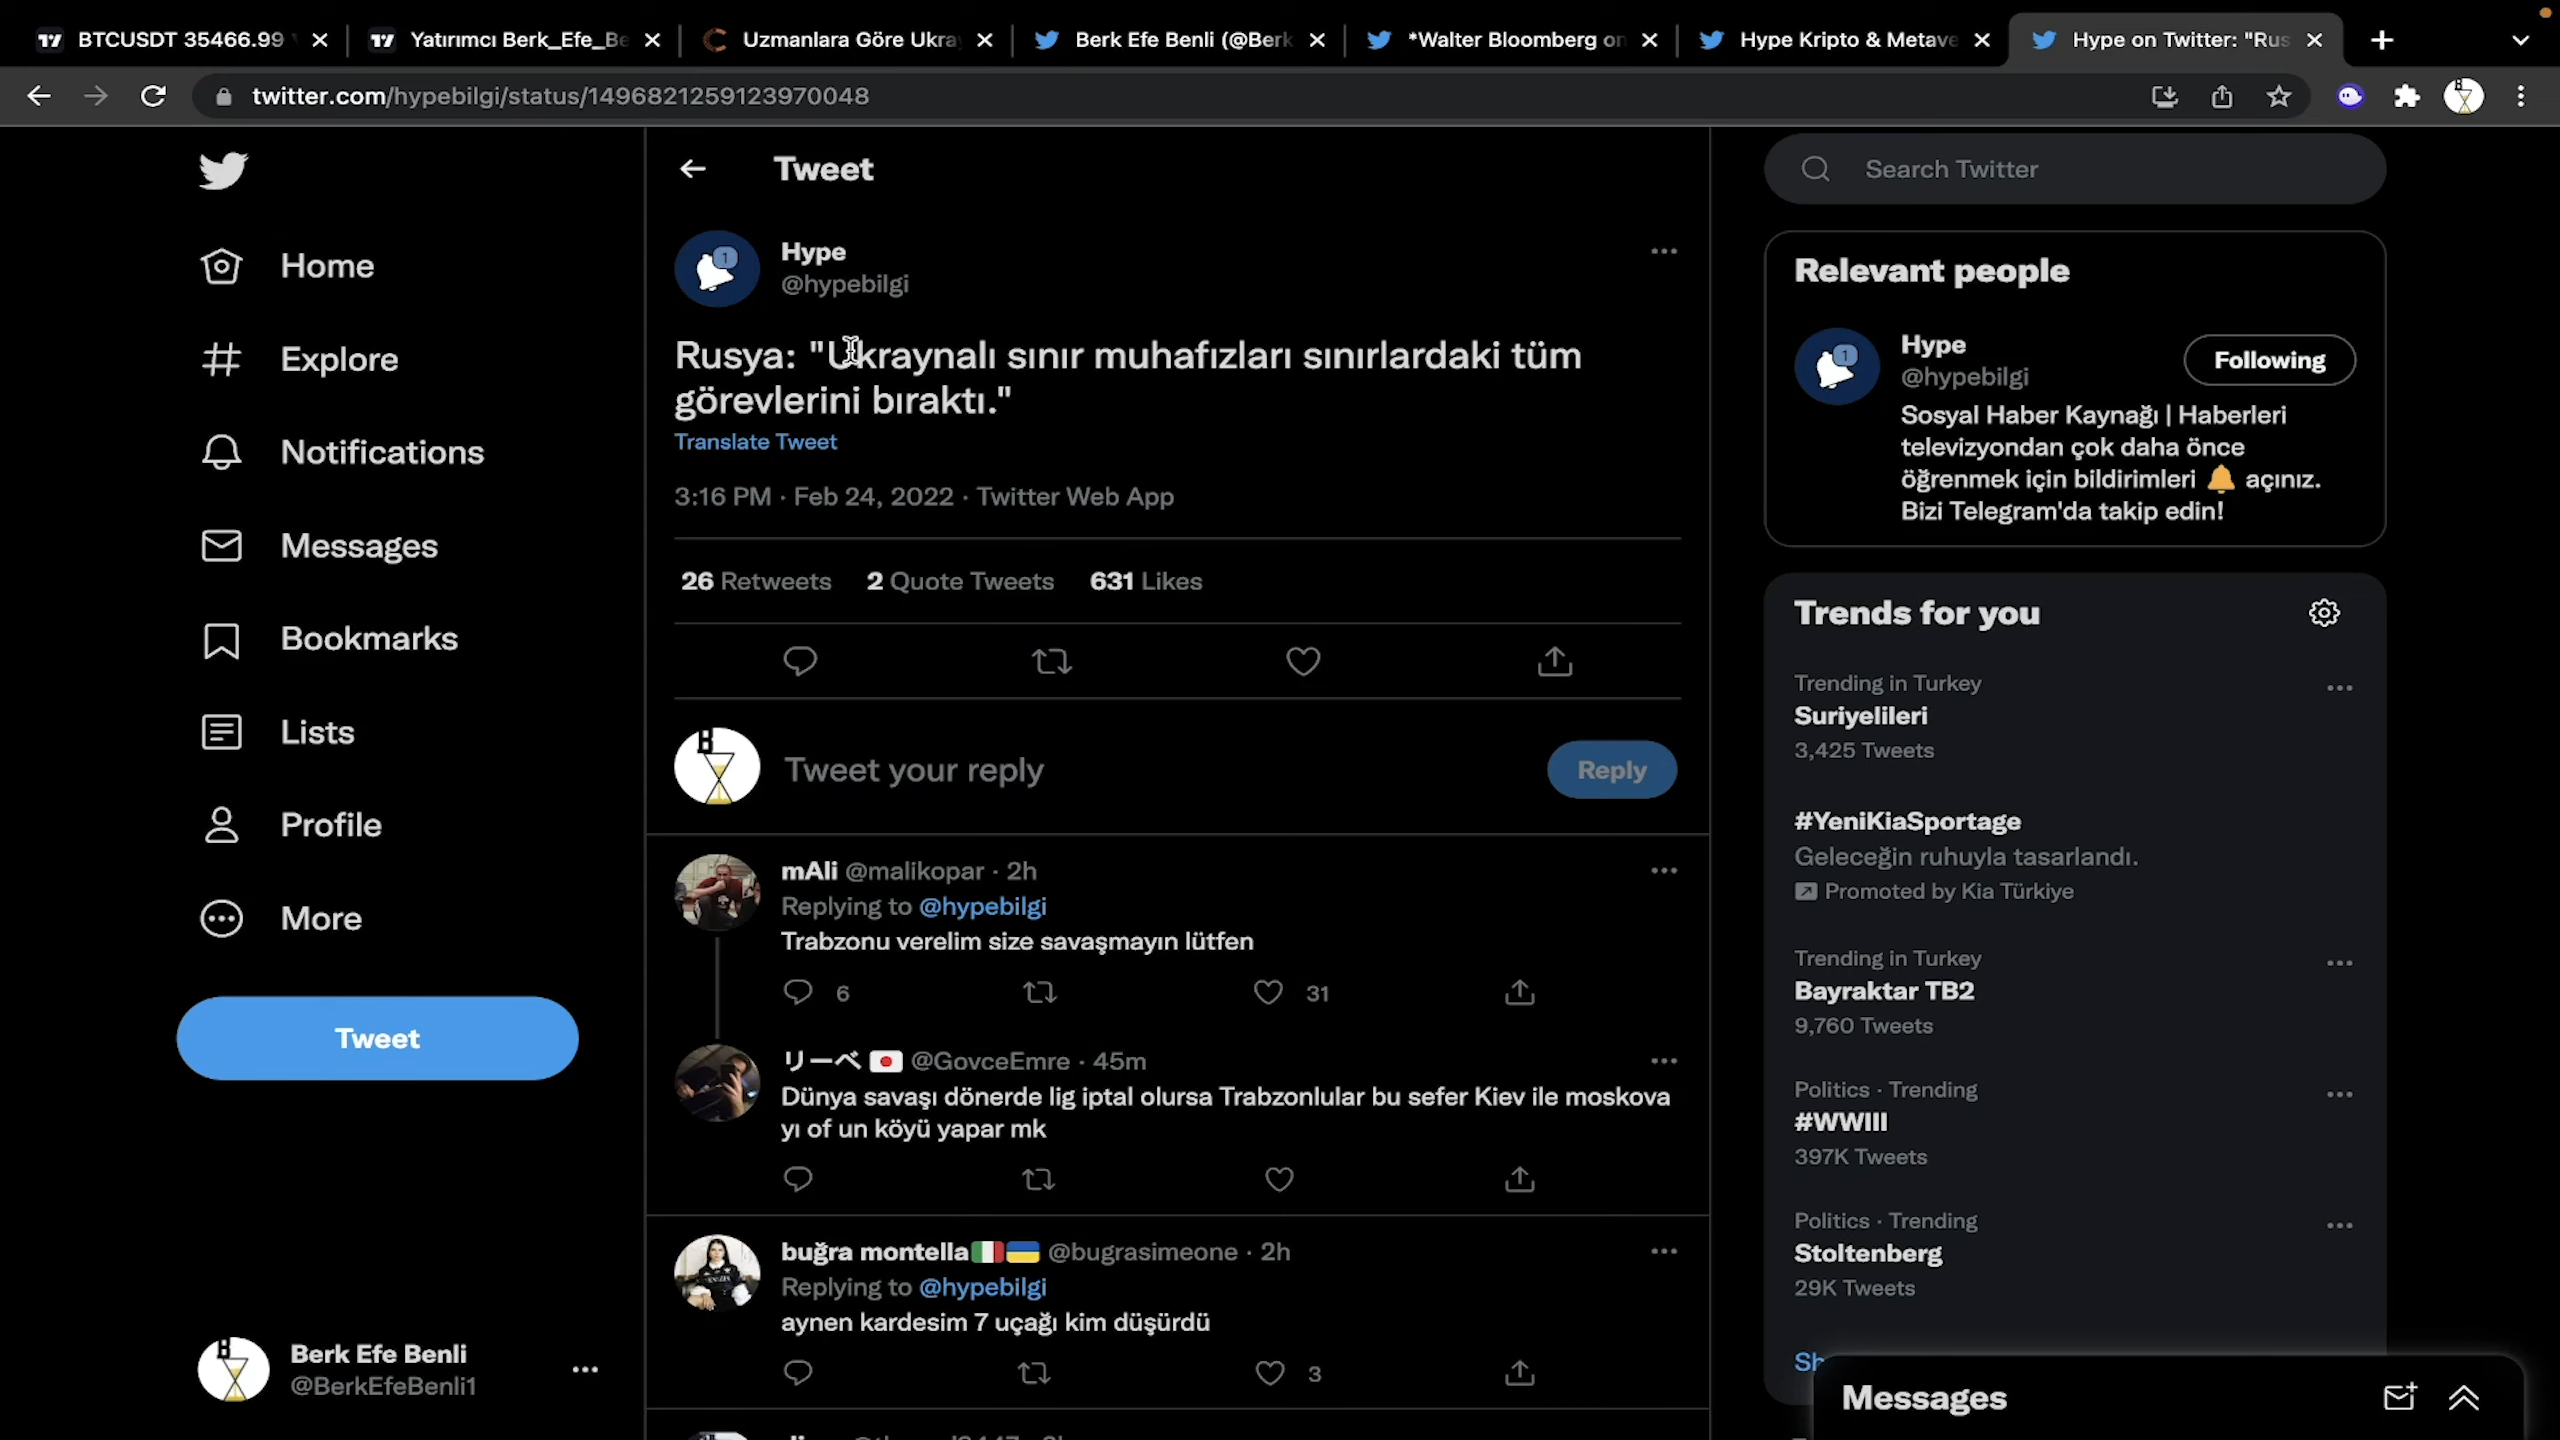 BTCUSDT 35466.99
Yatırımcı Berk_Efe_Be
Uzmanlara Göre Ukra
Berk Efe Benli (@Berk
*Walter Bloomberg on
Hype Kripto & Metave
Hype on Twitter: "Rus
twitter.com/hypebilgi/status/1496821259123970048
Home
Explore
Notifications
Messages
Bookmarks
Lists
Profile
More
Tweet
Berk Efe Benli
@BerkEfeBenli1
Tweet
Hype
@hypebilgi
Rusya: "Ukraynalı sınır muhafızları sınırlardaki tüm
görevlerini bıraktı."
Translate Tweet
3:16 PM · Feb 24, 2022 · Twitter Web App
26 Retweets 2 Quote Tweets 631 Likes
Tweet your reply
Reply
mAli @malikopar · 2h
Replying to @hypebilgi
Trabzonu verelim size savaşmayın lütfen
6 31
リーベ @GovceEmre · 45m
Dünya savaşı dönerde lig iptal olursa Trabzonlular bu sefer Kiev ile moskova
yı of un köyü yapar mk
buğra montella @bugrasimeone · 2h
Replying to @hypebilgi
aynen kardesim 7 uçağı kim düşürdü
3
Search Twitter
Relevant people
Hype
@hypebilgi
Following
Sosyal Haber Kaynağı | Haberleri
televizyondan çok daha önce
öğrenmek için bildirimleri 🔔 açınız.
Bizi Telegram'da takip edin!
Trends for you
Trending in Turkey
Suriyelileri
3,425 Tweets
#YeniKiaSportage
Geleceğin ruhuyla tasarlandı.
Promoted by Kia Türkiye
Trending in Turkey
Bayraktar TB2
9,760 Tweets
Politics · Trending
#WWIII
397K Tweets
Politics · Trending
Stoltenberg
29K Tweets
Sh
Messages